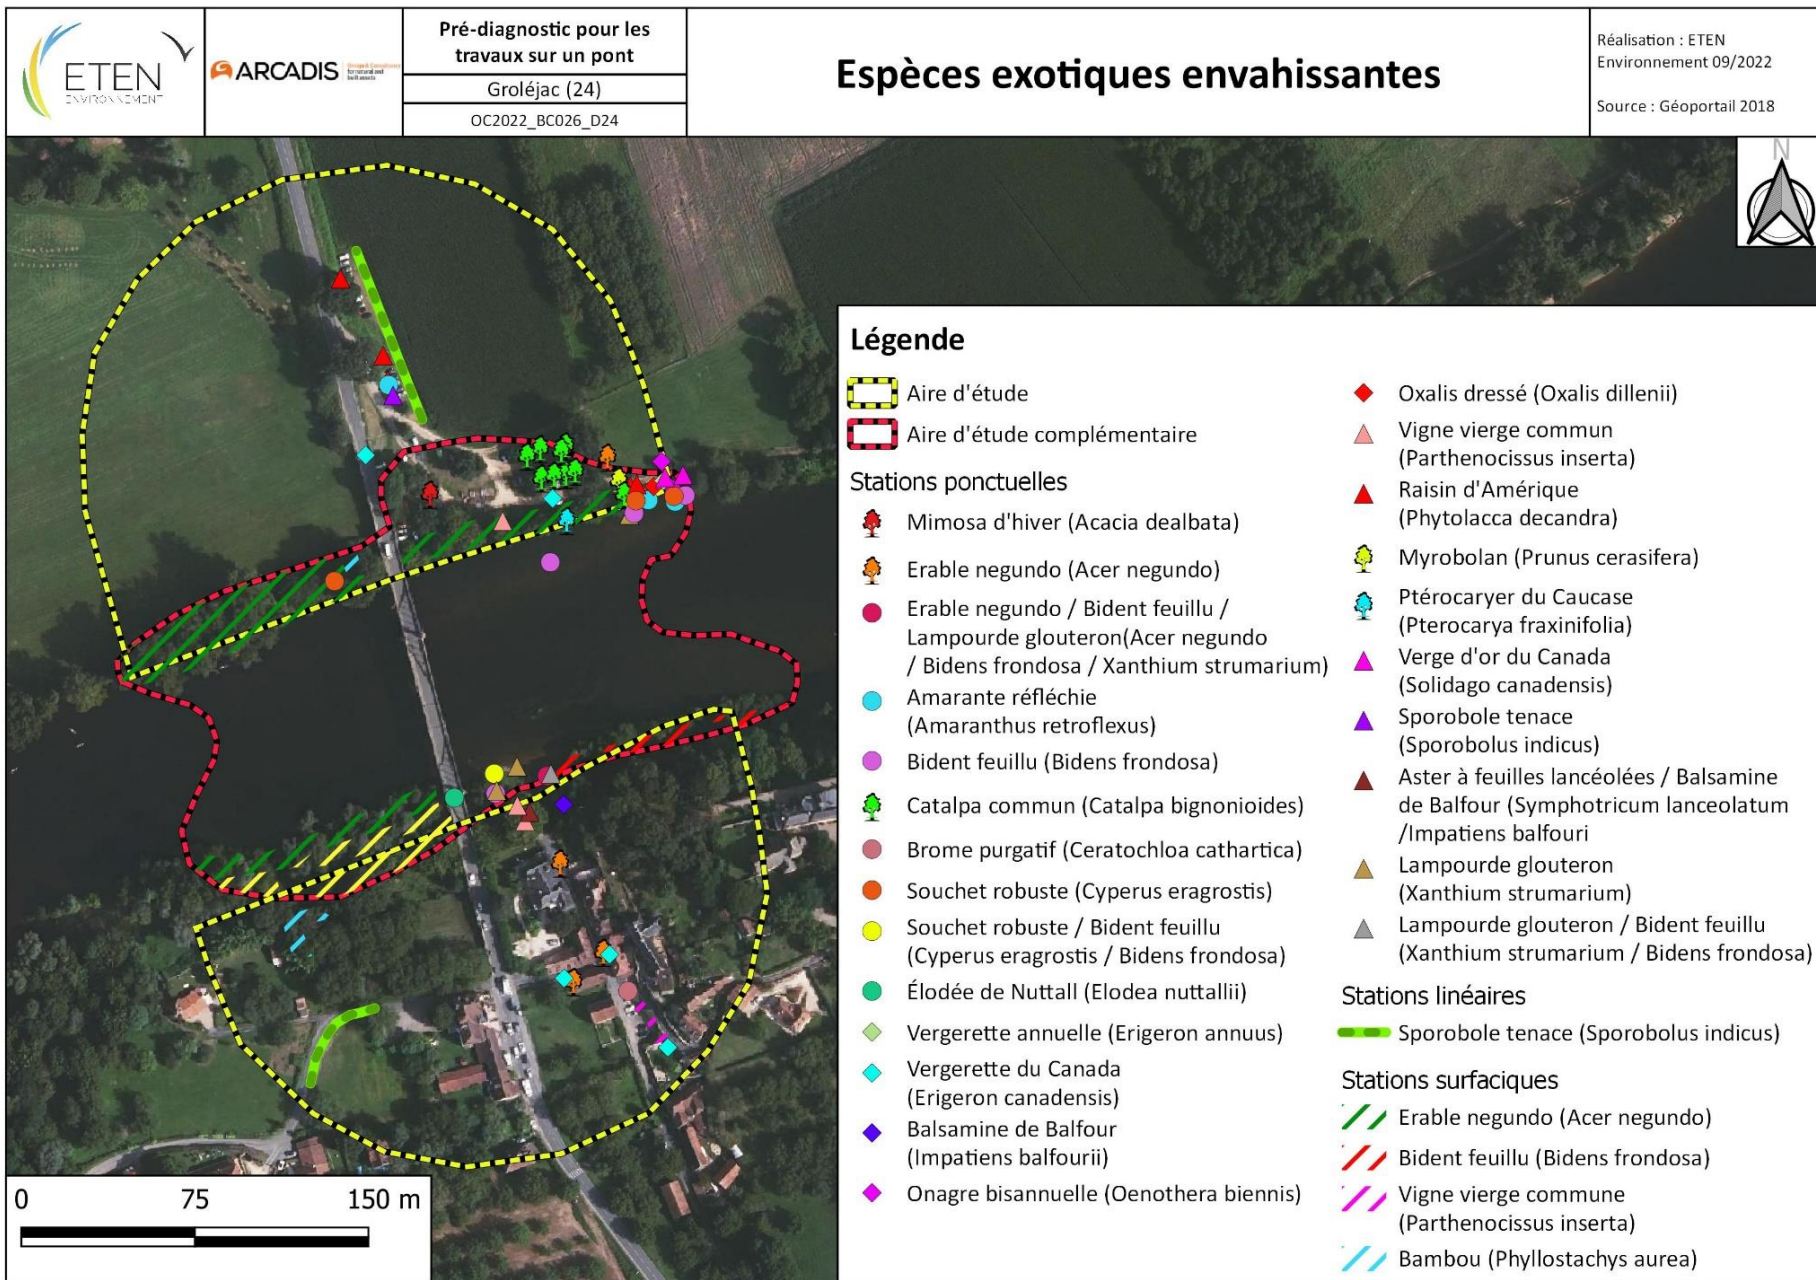 ETEN
ENVIRONNEMENT
ARCADIS
Design & Consultancy
for natural and
built assets
Pré-diagnostic pour les
travaux sur un pont
Groléjac (24)
OC2022_BC026_D24
Espèces exotiques envahissantes
Réalisation : ETEN
Environnement 09/2022
Source : Géoportail 2018
N
Légende
Aire d'étude
Aire d'étude complémentaire
Stations ponctuelles
Mimosa d'hiver (Acacia dealbata)
Erable negundo (Acer negundo)
Erable negundo / Bident feuillu /
Lampourde glouteron(Acer negundo
/ Bidens frondosa / Xanthium strumarium)
Amarante réfléchie
(Amaranthus retroflexus)
Bident feuillu (Bidens frondosa)
Catalpa commun (Catalpa bignonioides)
Brome purgatif (Ceratochloa cathartica)
Souchet robuste (Cyperus eragrostis)
Souchet robuste / Bident feuillu
(Cyperus eragrostis / Bidens frondosa)
Élodée de Nuttall (Elodea nuttallii)
Vergerette annuelle (Erigeron annuus)
Vergerette du Canada
(Erigeron canadensis)
Balsamine de Balfour
(Impatiens balfourii)
Onagre bisannuelle (Oenothera biennis)
Oxalis dressé (Oxalis dillenii)
Vigne vierge commun
(Parthenocissus inserta)
Raisin d'Amérique
(Phytolacca decandra)
Myrobolan (Prunus cerasifera)
Ptérocaryer du Caucase
(Pterocarya fraxinifolia)
Verge d'or du Canada
(Solidago canadensis)
Sporobole tenace
(Sporobolus indicus)
Aster à feuilles lancéolées / Balsamine
de Balfour (Symphotricum lanceolatum
/Impatiens balfouri
Lampourde glouteron
(Xanthium strumarium)
Lampourde glouteron / Bident feuillu
(Xanthium strumarium / Bidens frondosa)
Stations linéaires
Sporobole tenace (Sporobolus indicus)
Stations surfaciques
Erable negundo (Acer negundo)
Bident feuillu (Bidens frondosa)
Vigne vierge commune
(Parthenocissus inserta)
Bambou (Phyllostachys aurea)
0 75 150 m